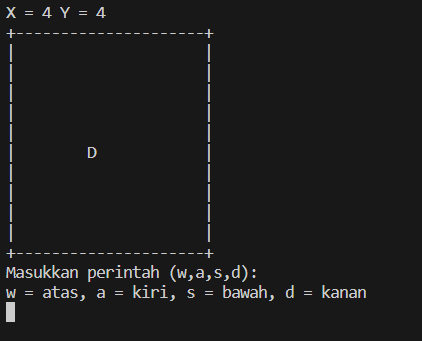 X = 4 Y = 4
+---------------------+
|                     |
|                     |
|                     |
|                     |
|                     |
|        D            |
|                     |
|                     |
|                     |
|                     |
+---------------------+
Masukkan perintah (w,a,s,d):
w = atas, a = kiri, s = bawah, d = kanan